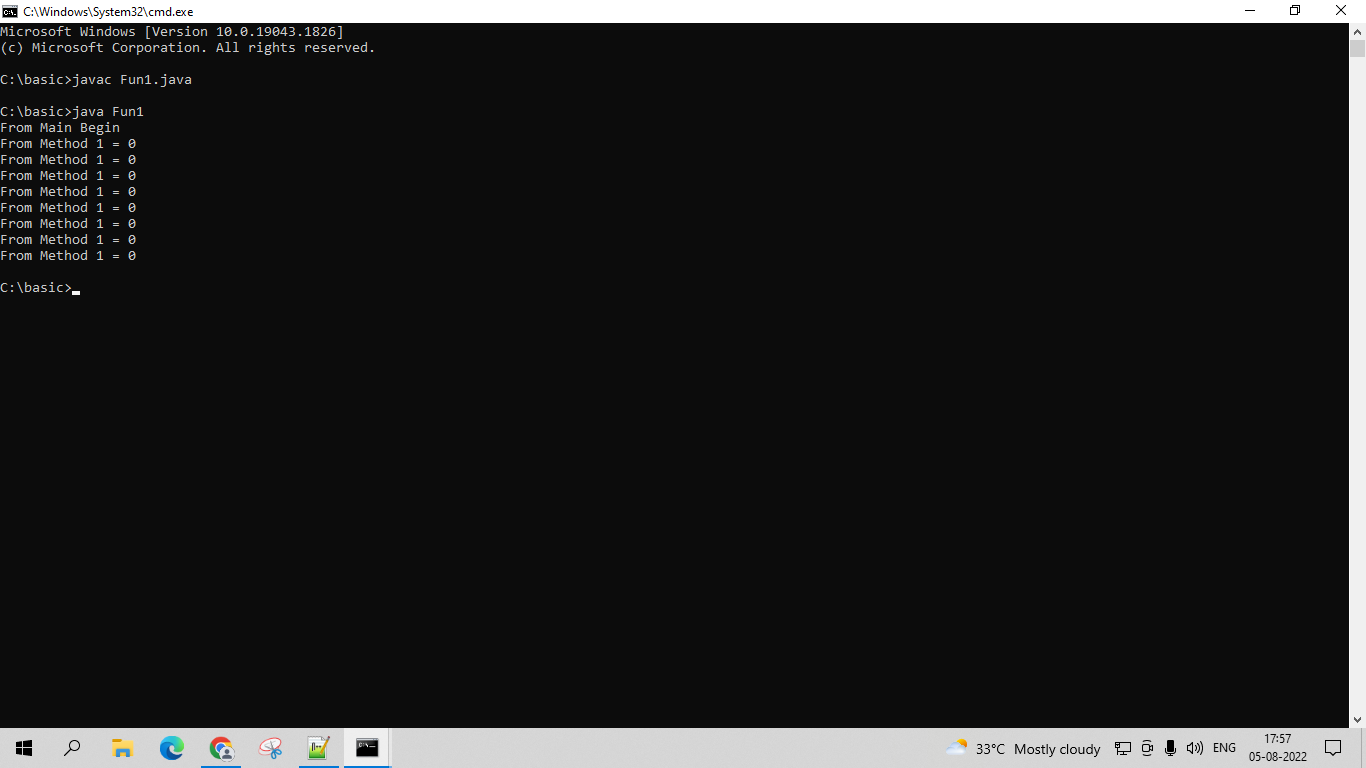 C:\Windows\System32\cmd.exe
Microsoft Windows [Version 10.0.19043.1826]
(c) Microsoft Corporation. All rights reserved.
C:\basic>javac Fun1.java
C:\basic>java Fun1
From Main Begin
From Method 1 = 0
From Method 1 = 0
From Method 1 = 0
From Method 1 = 0
From Method 1 = 0
From Method 1 = 0
From Method 1 = 0
From Method 1 = 0
C:\basic>
33°C Mostly cloudy
ENG
17:57
05-08-2022